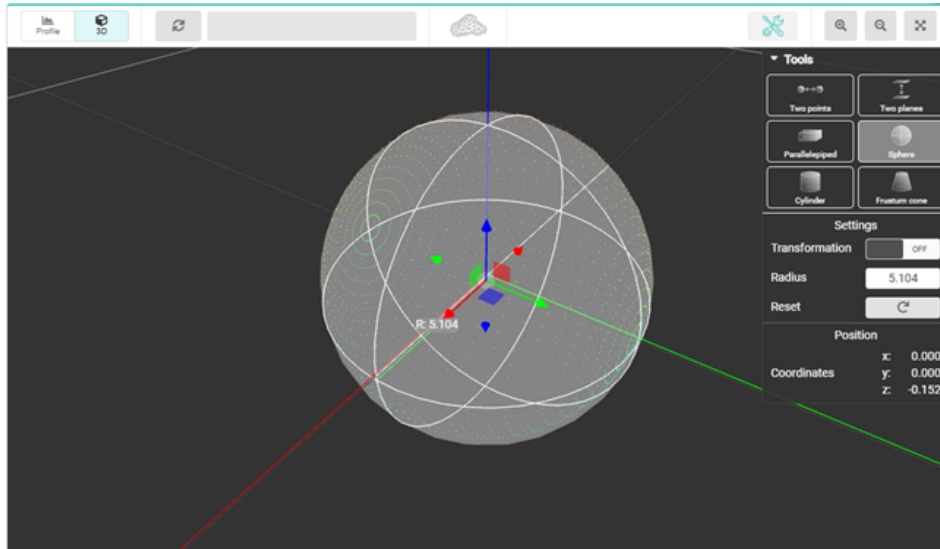 Profile
3D
Tools
Two points
Two planes
Parallelepiped
Sphere
Cylinder
Frustum cone
Settings
Transformation OFF
Radius 5.104
Reset
Position
Coordinates
x: 0.000
y: 0.000
z: -0.152
R: 5.104